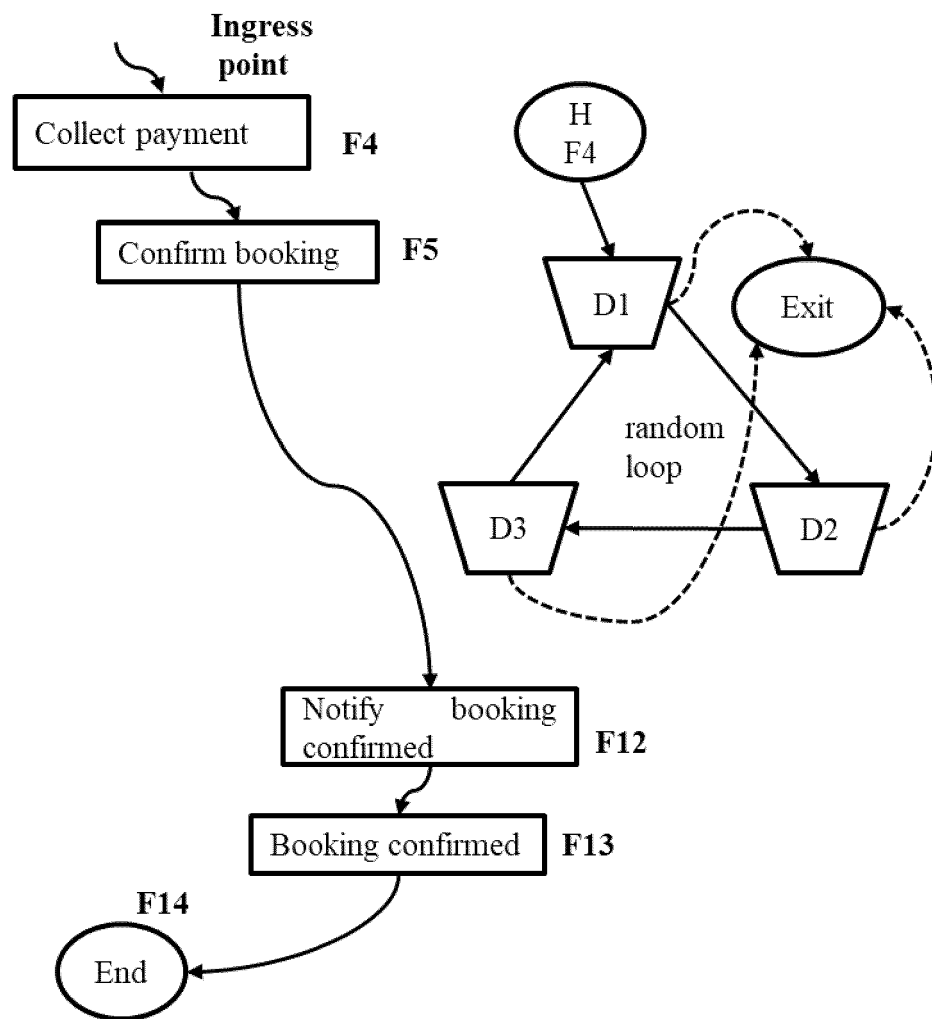 Ingress
point
Collect payment
F4
Confirm booking
F5
H
F4
D1
Exit
random
loop
D3
D2
Notify booking
confirmed
F12
Booking confirmed
F13
F14
End